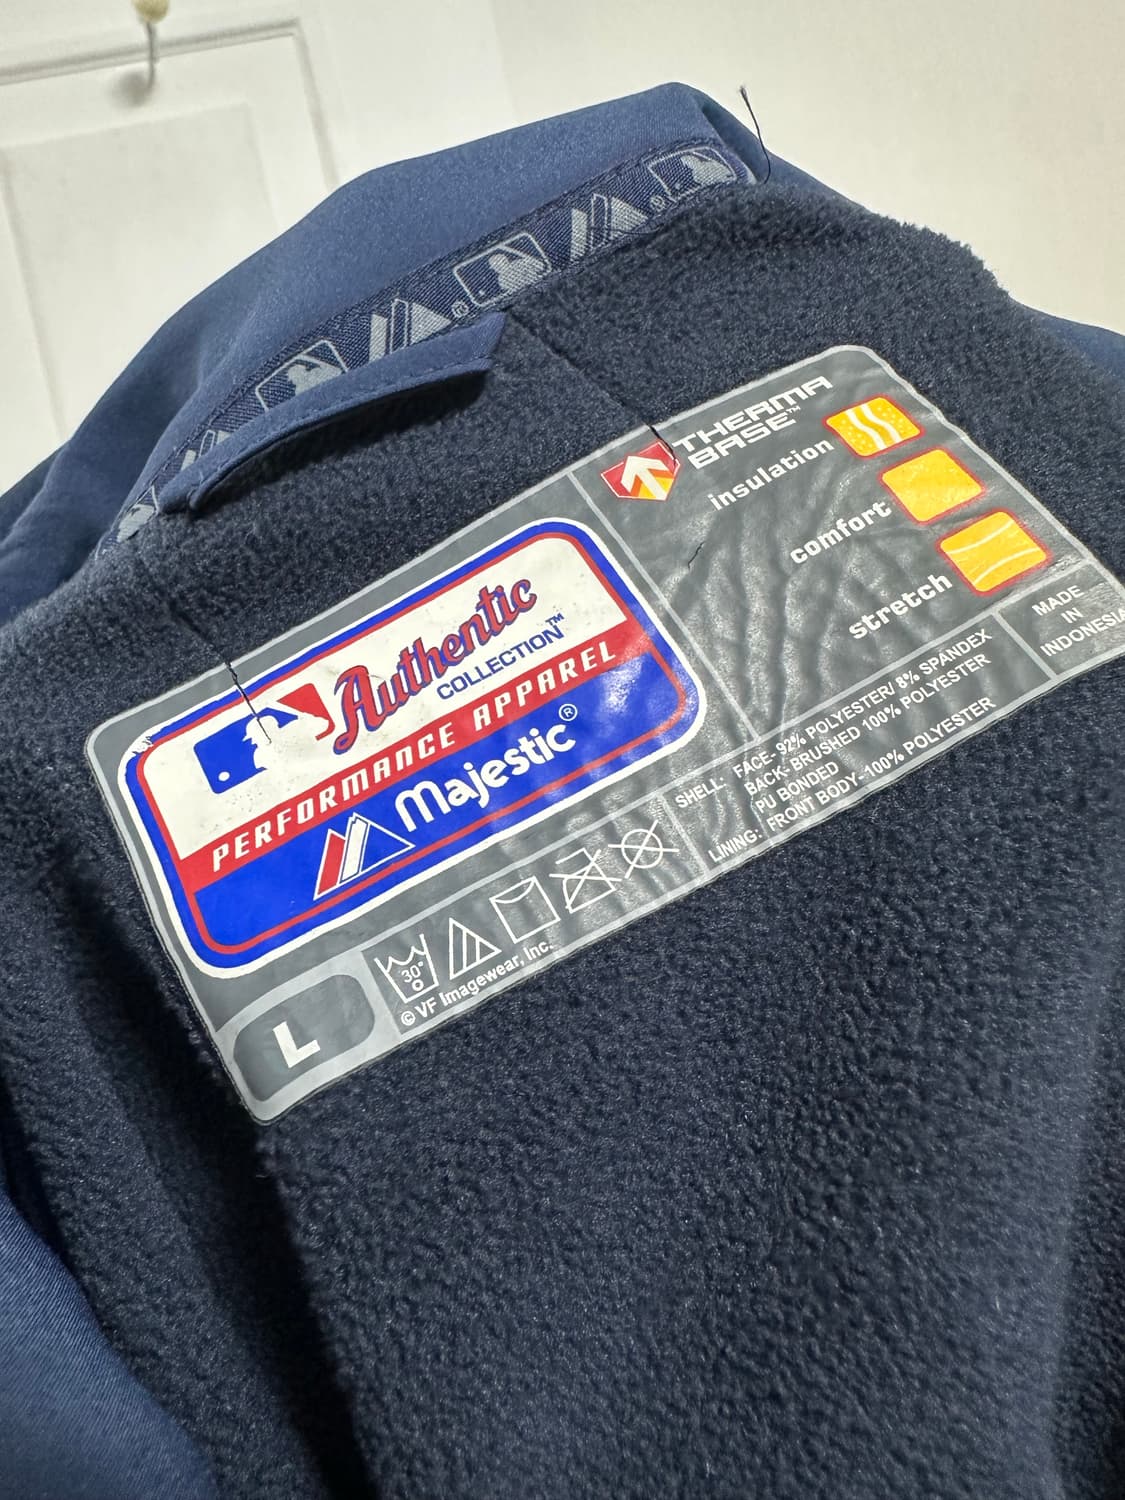 THERMA
BASE™
insulation
comfort
stretch
MADE
IN
INDONESIA
Authentic
COLLECTION™
PERFORMANCE APPAREL
Majestic®
SHELL: FACE- 92% POLYESTER/ 8% SPANDEX
BACK- BRUSHED 100% POLYESTER
PU BONDED
LINING: FRONT BODY-100% POLYESTER
30°
© VF Imagewear, Inc.
L